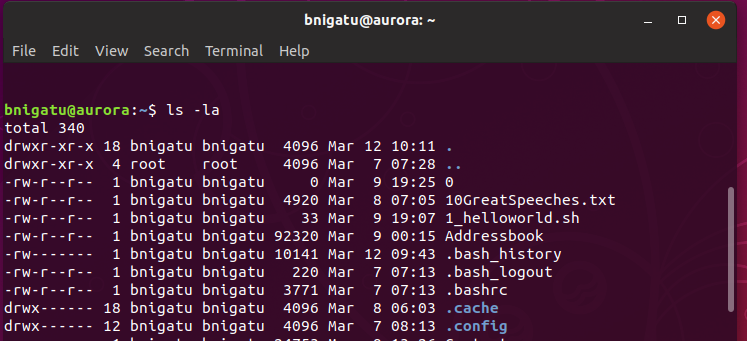 bnigatu@aurora: ~
File Edit View Search Terminal Help
bnigatu@aurora:~$ ls -la
total 340
drwxr-xr-x 18 bnigatu bnigatu  4096 Mar 12 10:11 .
drwxr-xr-x  4 root    root     4096 Mar  7 07:28 ..
-rw-r--r--  1 bnigatu bnigatu     0 Mar  9 19:25 0
-rw-r--r--  1 bnigatu bnigatu  4920 Mar  8 07:05 10GreatSpeeches.txt
-rw-r--r--  1 bnigatu bnigatu    33 Mar  9 19:07 1_helloworld.sh
-rw-r--r--  1 bnigatu bnigatu 92320 Mar  9 00:15 Addressbook
-rw-------  1 bnigatu bnigatu 10141 Mar 12 09:43 .bash_history
-rw-r--r--  1 bnigatu bnigatu   220 Mar  7 07:13 .bash_logout
-rw-r--r--  1 bnigatu bnigatu  3771 Mar  7 07:13 .bashrc
drwx------ 18 bnigatu bnigatu  4096 Mar  8 06:03 .cache
drwx------ 12 bnigatu bnigatu  4096 Mar  7 08:13 .config